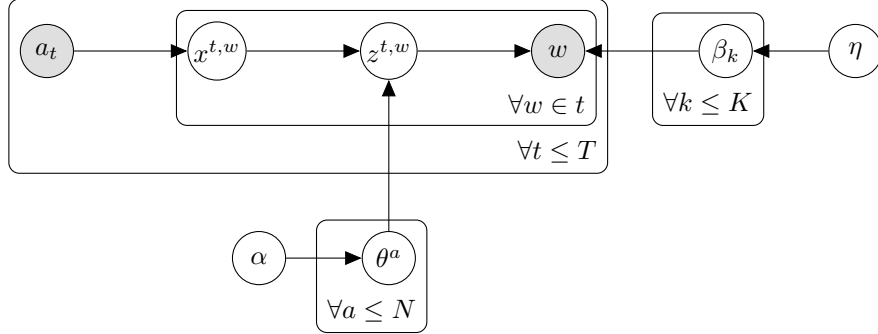 a_t x^{t,w} z^{t,w} w β_k η
∀w ∈ t ∀k ≤ K
∀t ≤ T
α θ^a
∀a ≤ N